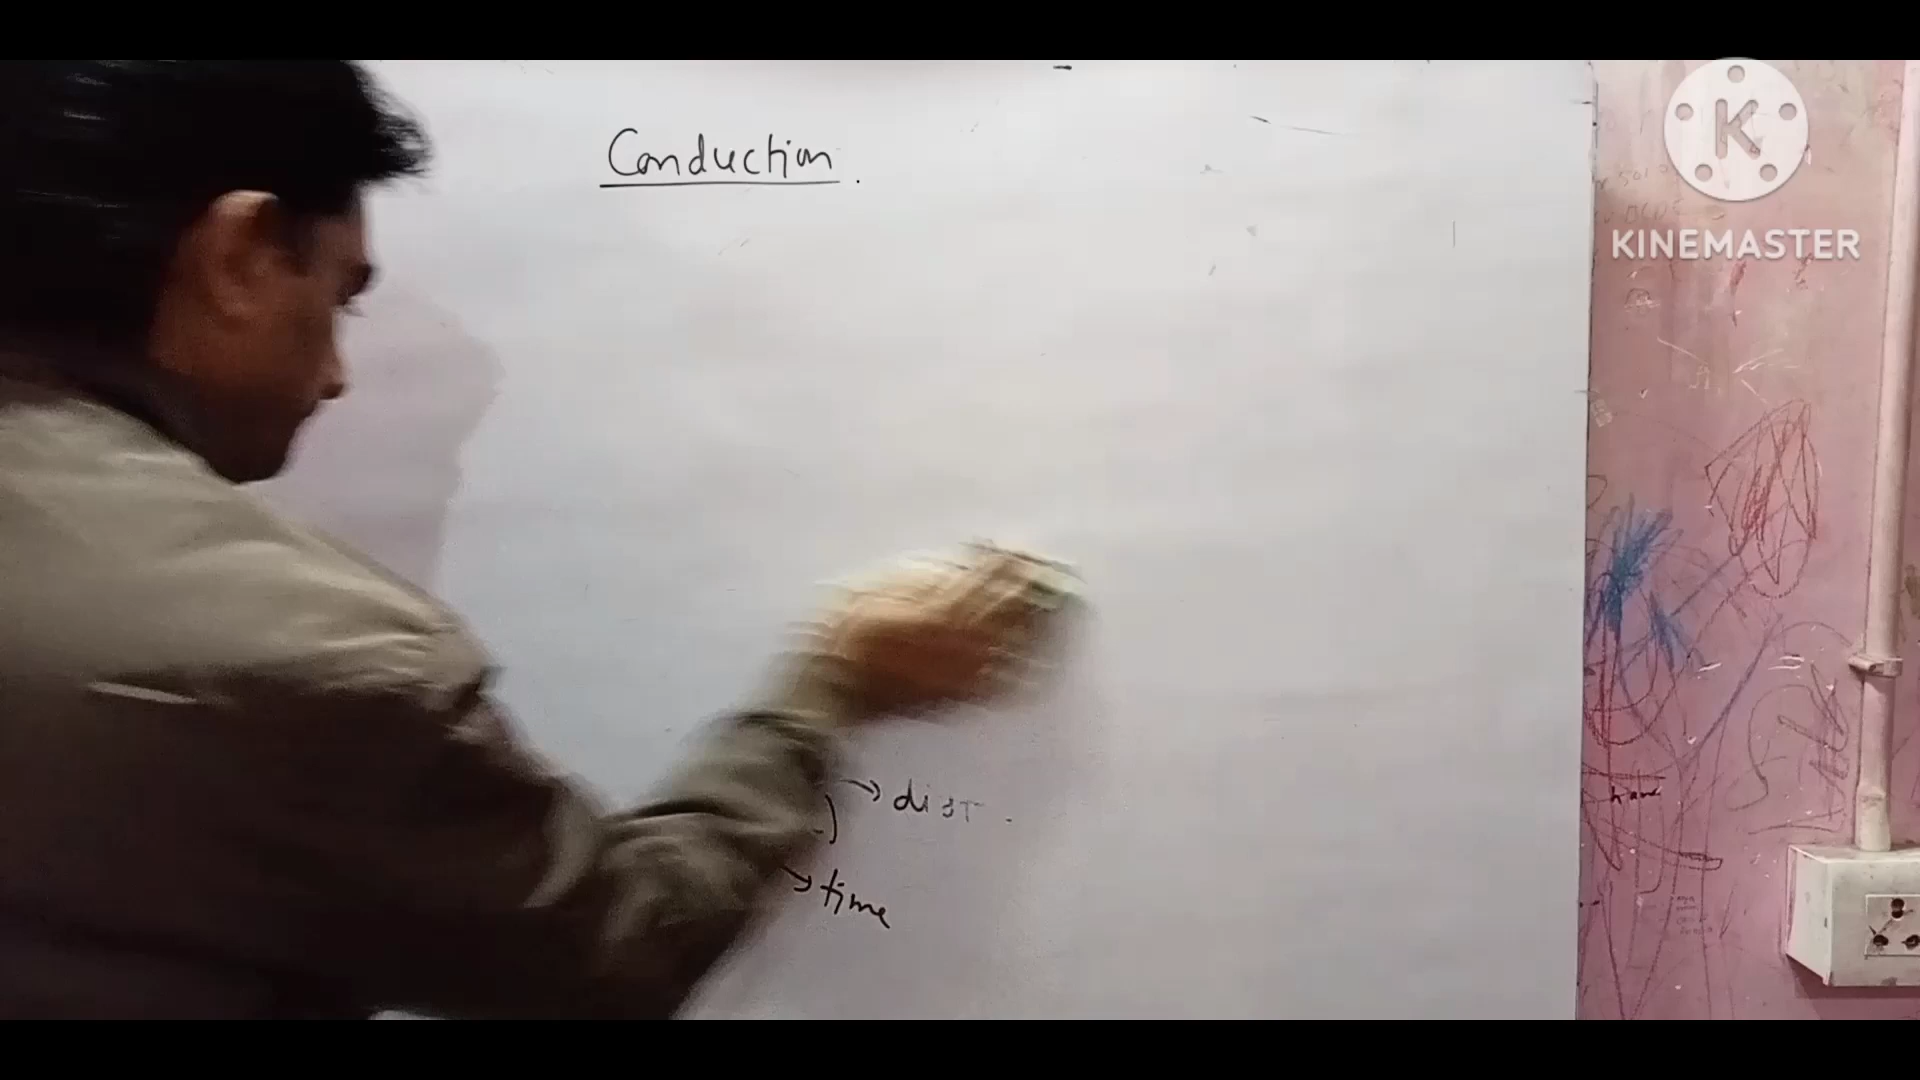 Conduction.
KINEMASTER
→ dist.
)
→ time